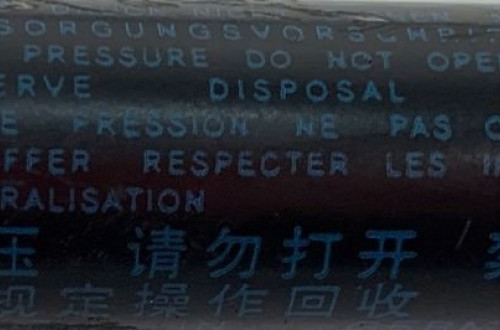 SORGUNGSVORSCHRI
PRESSURE DO NOT OPE
ERVE DISPOSAL
E PRESSION NE PAS O
FFER RESPECTER LES I
RALISATION
压 请勿打开
规定操作回收